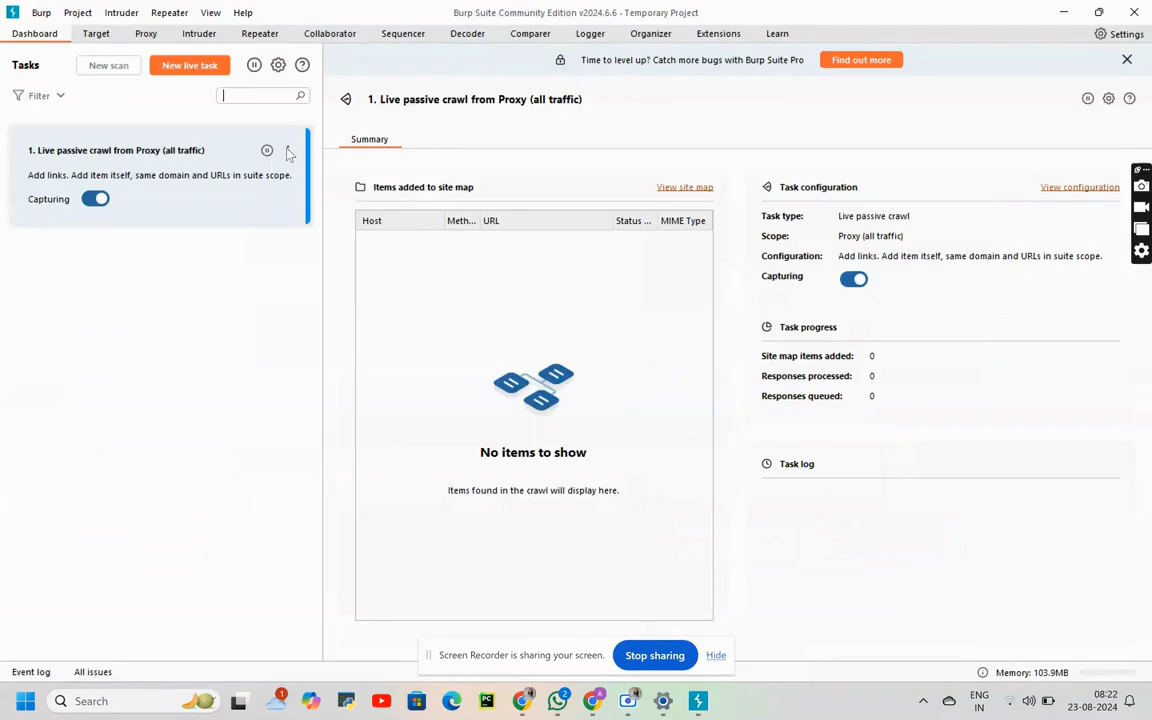 Burp Project Intruder Repeater View Help Burp Suite Community Edition v2024.6.6 - Temporary Project
Dashboard Target Proxy Intruder Repeater Collaborator Sequencer Decoder Comparer Logger Organizer Extensions Learn Settings
Tasks New scan New live task
Time to level up? Catch more bugs with Burp Suite Pro Find out more
Filter
1. Live passive crawl from Proxy (all traffic)
Add links. Add item itself, same domain and URLs in suite scope.
Capturing
1. Live passive crawl from Proxy (all traffic)
Summary
Items added to site map View site map
Host Meth... URL Status ... MIME Type
No items to show
Items found in the crawl will display here.
Task configuration View configuration
Task type: Live passive crawl
Scope: Proxy (all traffic)
Configuration: Add links. Add item itself, same domain and URLs in suite scope.
Capturing
Task progress
Site map items added: 0
Responses processed: 0
Responses queued: 0
Task log
Screen Recorder is sharing your screen. Stop sharing Hide
Event log All issues Memory: 103.9MB
Search 1 PC 2 A ENG
IN
08:22
23-08-2024